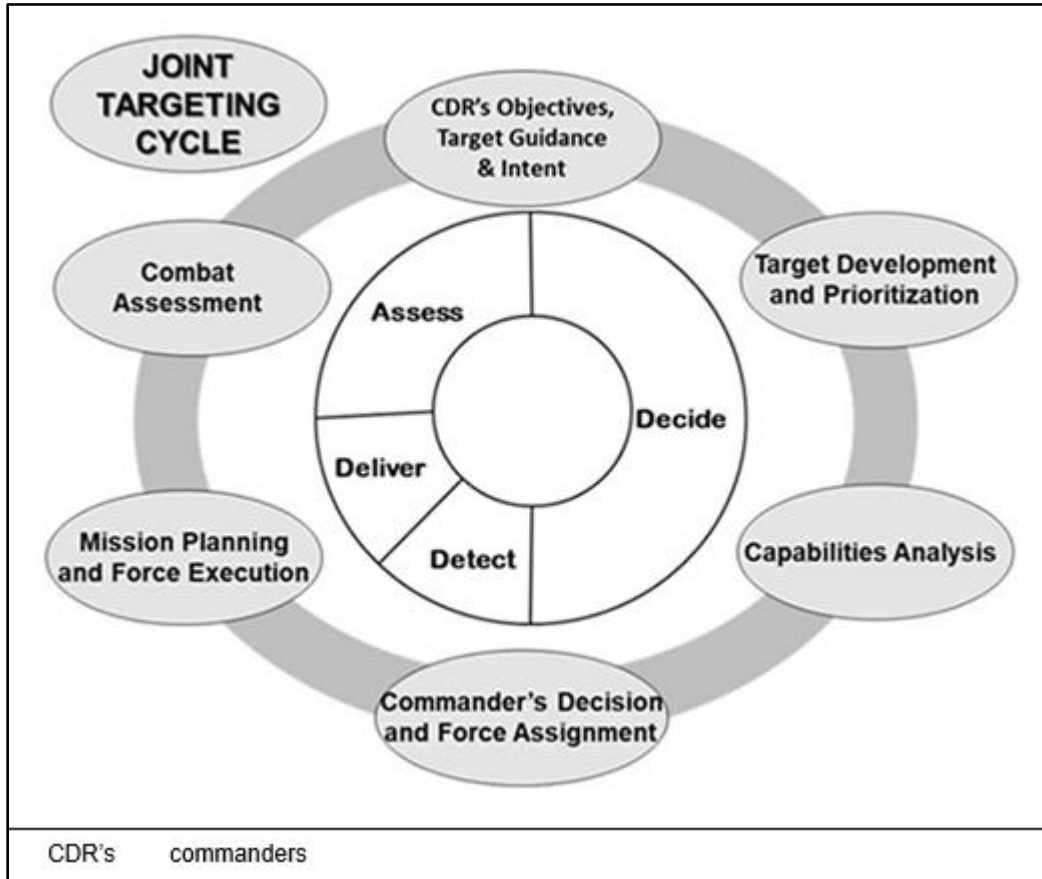 JOINT
TARGETING
CYCLE
CDR's Objectives,
Target Guidance
& Intent
Target Development
and Prioritization
Capabilities Analysis
Commander's Decision
and Force Assignment
Mission Planning
and Force Execution
Combat
Assessment
Assess
Decide
Deliver
Detect
CDR's commanders